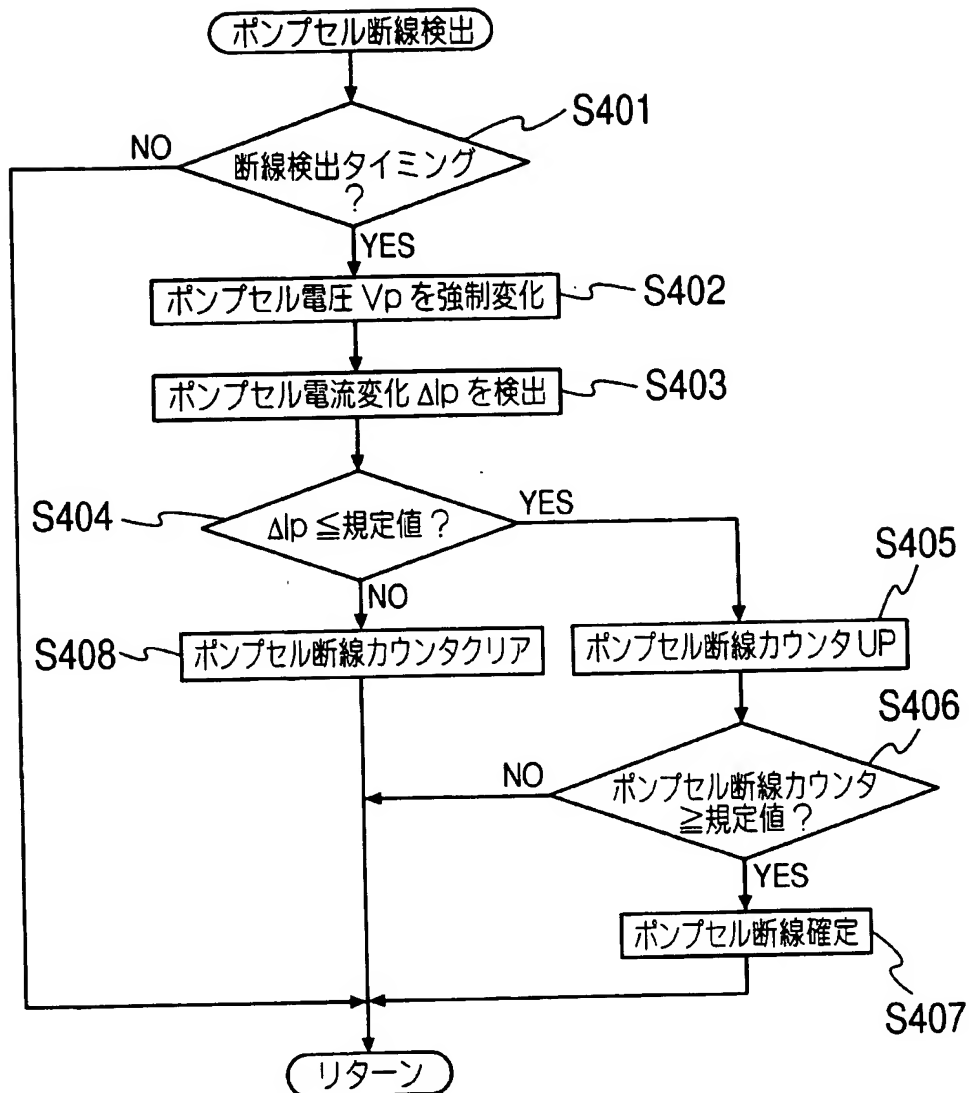 ポンプセル断線検出
S401
NO
断線検出タイミング
?
YES
ポンプセル電圧 Vp を強制変化
S402
ポンプセル電流変化 ΔIp を検出
S403
S404
ΔIp ≦規定値 ?
YES
NO
S405
S408
ポンプセル断線カウンタクリア
ポンプセル断線カウンタ UP
S406
NO
ポンプセル断線カウンタ
≧規定値 ?
YES
ポンプセル断線確定
S407
リターン